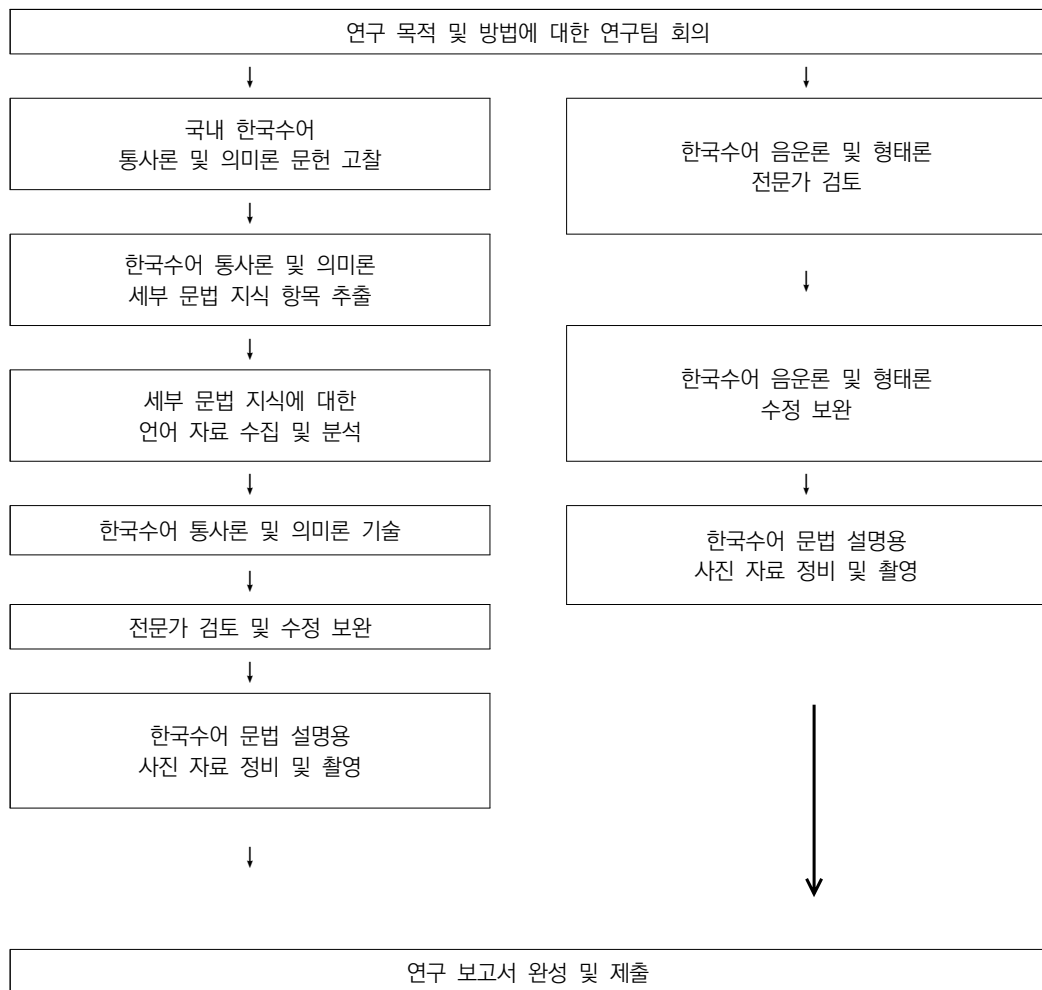 연구 목적 및 방법에 대한 연구팀 회의
↓
↓
국내 한국수어
통사론 및 의미론 문헌 고찰
↓
한국수어 통사론 및 의미론
세부 문법 지식 항목 추출
↓
세부 문법 지식에 대한
언어 자료 수집 및 분석
↓
한국수어 통사론 및 의미론 기술
↓
전문가 검토 및 수정 보완
↓
한국수어 문법 설명용
사진 자료 정비 및 촬영
↓
한국수어 음운론 및 형태론
전문가 검토
↓
한국수어 음운론 및 형태론
수정 보완
↓
한국수어 문법 설명용
사진 자료 정비 및 촬영
↓
연구 보고서 완성 및 제출